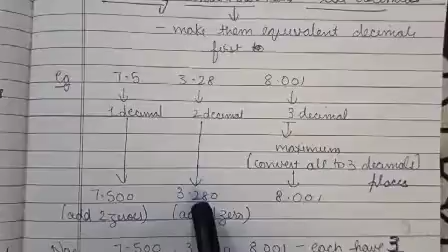 - make them equivalent decimals
first
Eg 7.5 3.28 8.001
1 decimal 2 decimal 3 decimal
maximum
(convert all to 3 decimals
places
7.500 3.280 8.001
(add 2 zeroes) (add 1 zero)
7.500 8.001 - each have 3